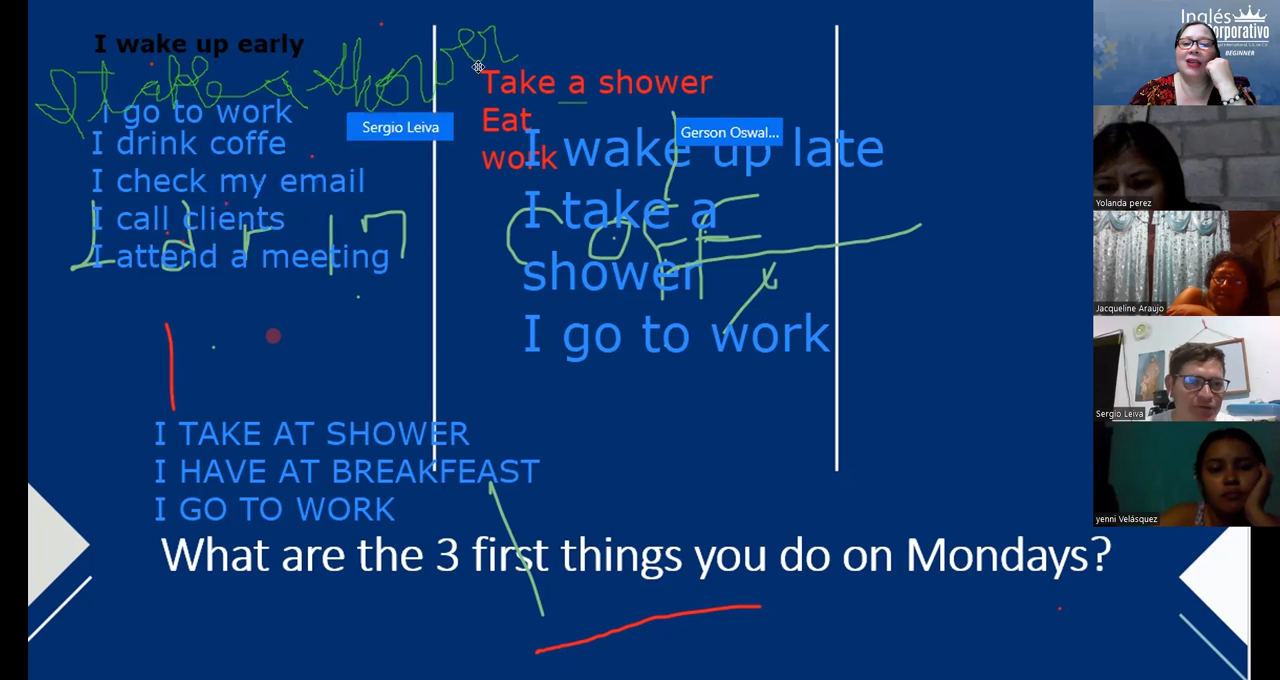 I wake up early
I take a shower
I go to work
I drink coffe
I check my email
I call clients
I attend a meeting
Sergio Leiva
Take a shower
Eat
work
Gerson Oswal...
I wake up late
I take a
shower
I go to work
I TAKE AT SHOWER
I HAVE AT BREAKFEAST
I GO TO WORK
What are the 3 first things you do on Mondays?
Inglés
Corporativo
BEGINNER
Yolanda perez
Jacqueline Araujo
Sergio Leiva
yenni Velásquez